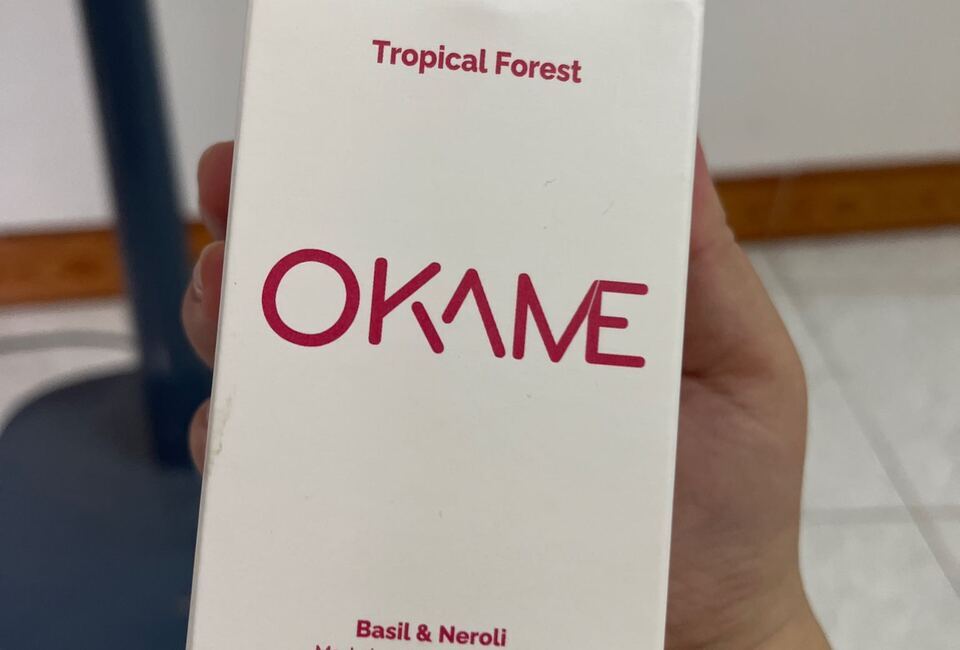 Tropical Forest
OKAME
Basil & Neroli